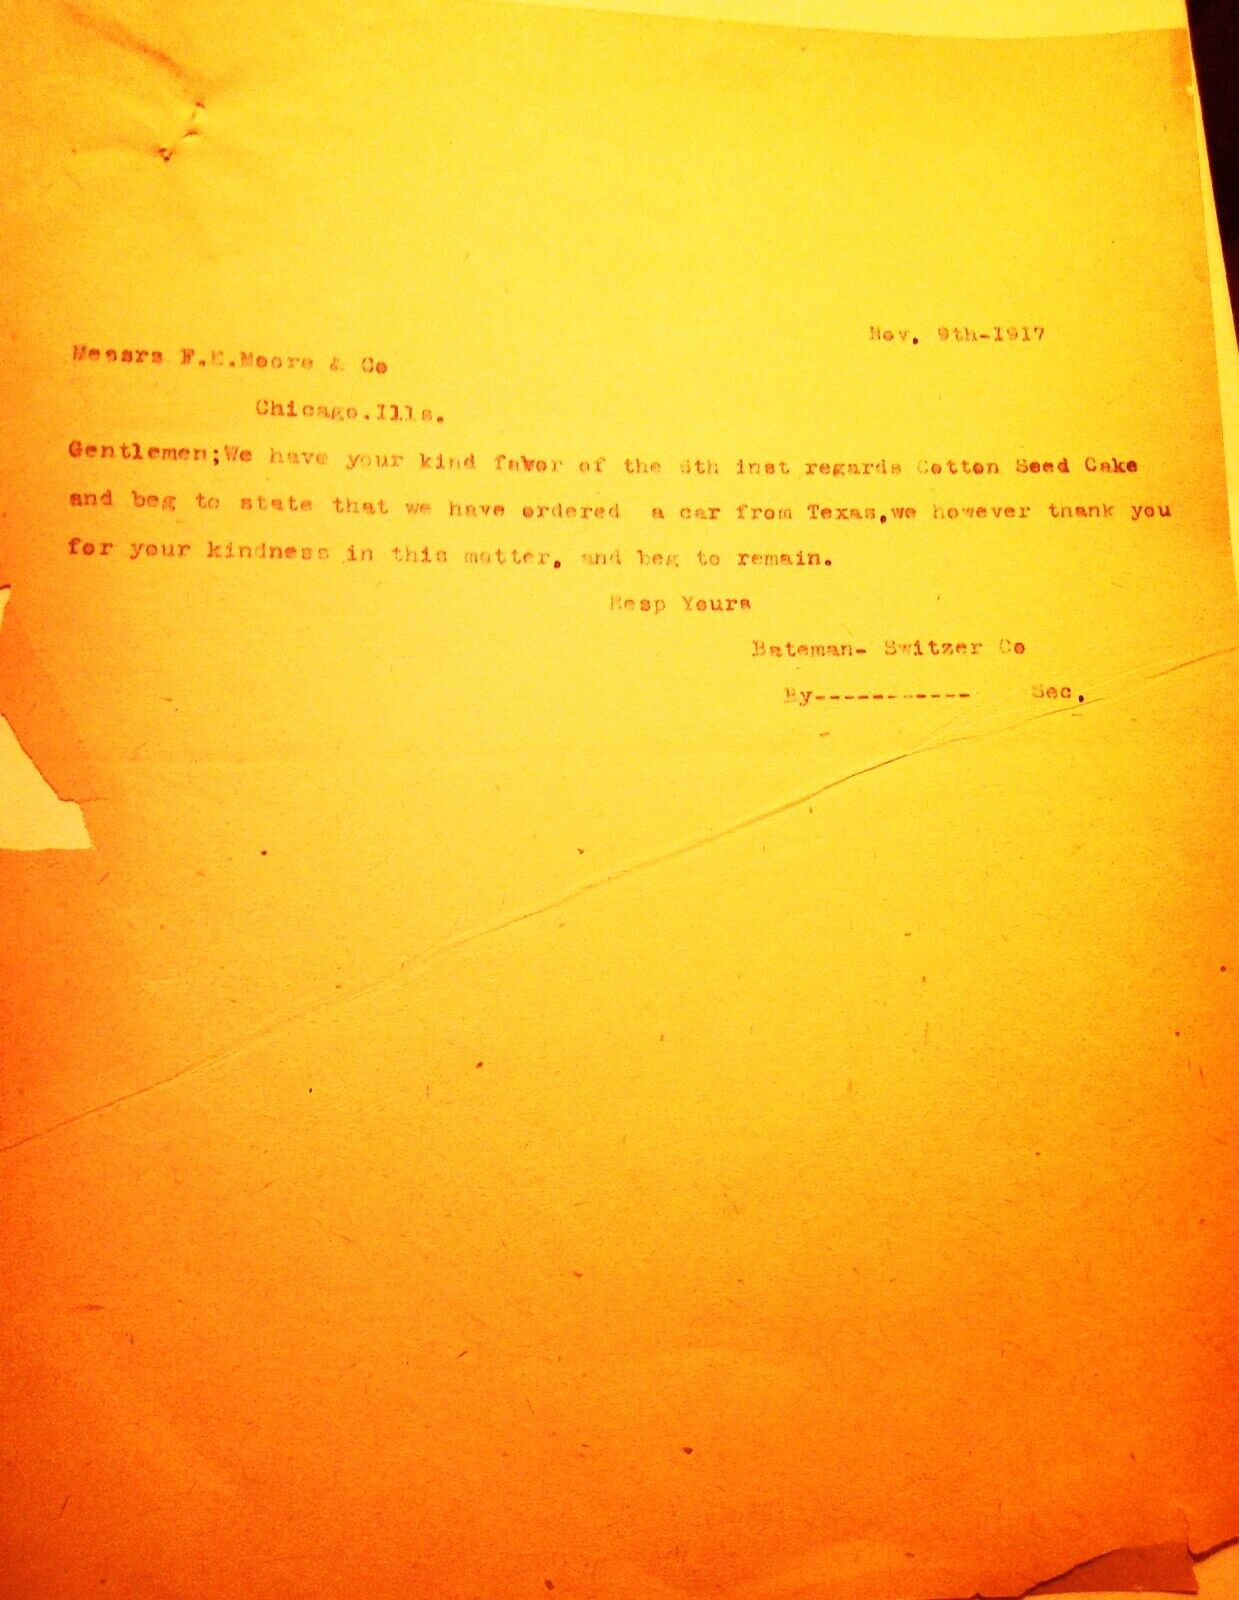 Nov. 9th-1917
Messrs F.E.Moore & Co
Chicago.Ills.
Gentlemen;We have your kind favor of the 6th inst regards Cotton Seed Cake
and beg to state that we have ordered a car from Texas,we however thank you
for your kindness in this matter, and beg to remain.
Resp Yours
Bateman- Switzer Co
By----------- Sec.